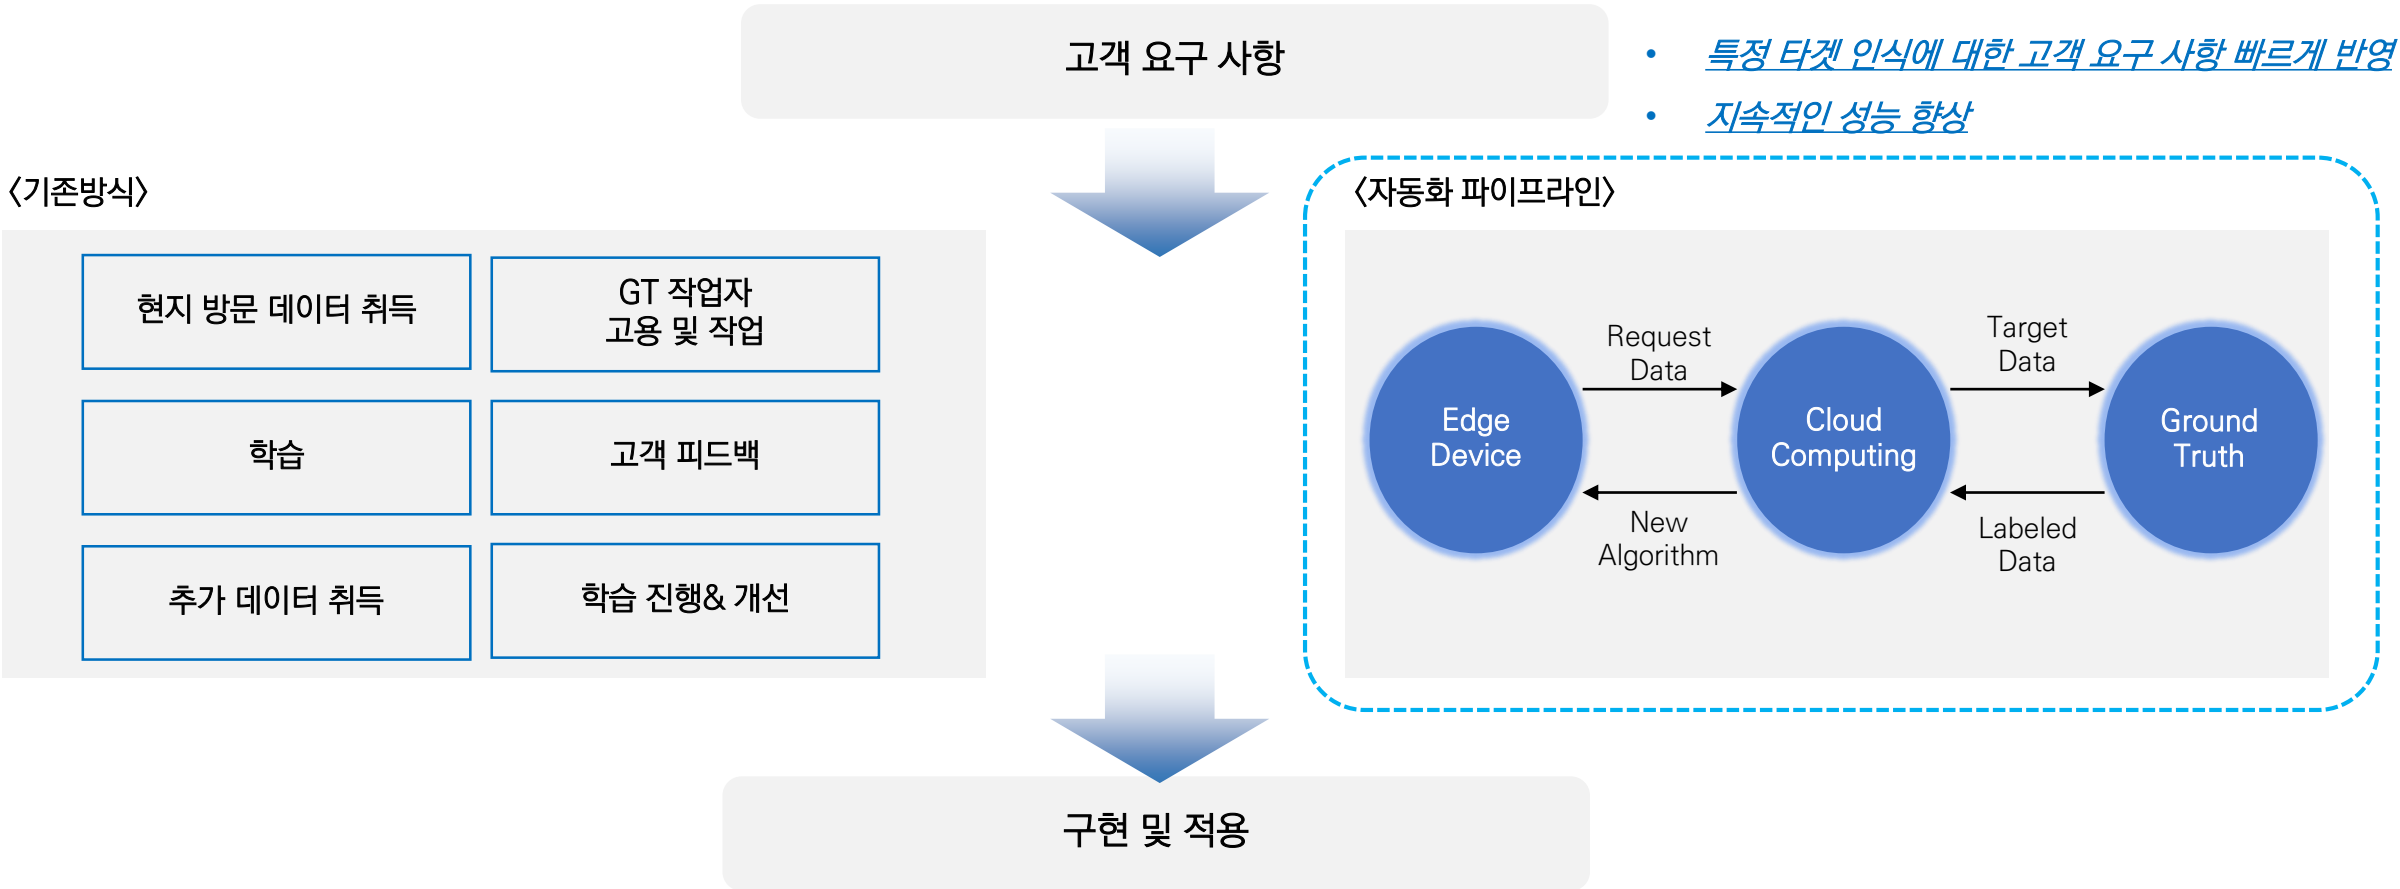 고객 요구 사항
• 특정 타겟 인식에 대한 고객 요구 사항 빠르게 반영
• 지속적인 성능 향상
<기존방식>
현지 방문 데이터 취득
GT 작업자
고용 및 작업
학습
고객 피드백
추가 데이터 취득
학습 진행& 개선
<자동화 파이프라인>
Edge
Device
Request
Data
New
Algorithm
Cloud
Computing
Target
Data
Labeled
Data
Ground
Truth
구현 및 적용